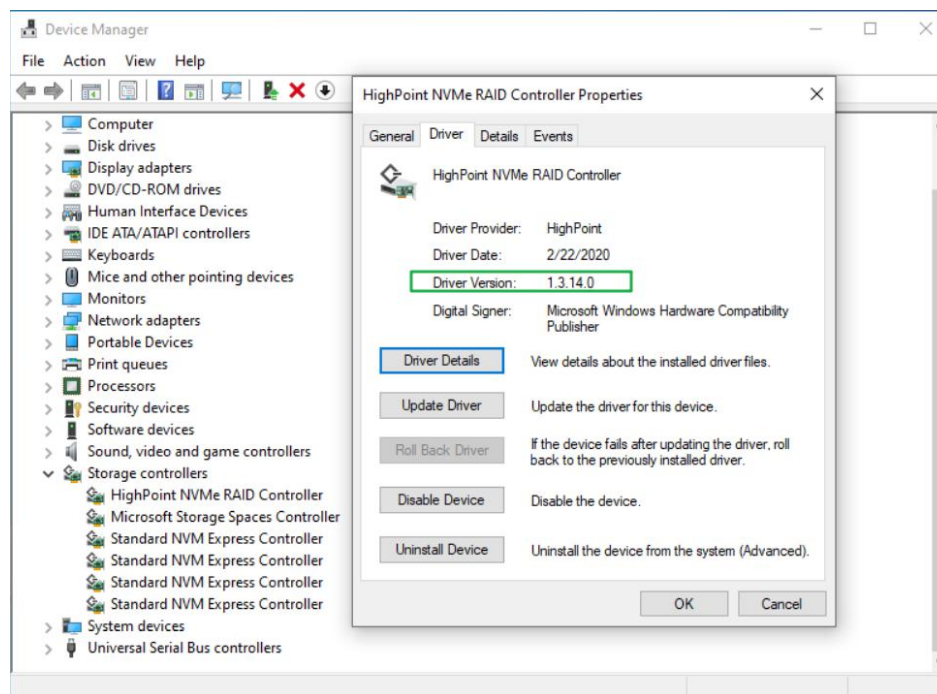 Device Manager
File Action View Help
Computer
Disk drives
Display adapters
DVD/CD-ROM drives
Human Interface Devices
IDE ATA/ATAPI controllers
Keyboards
Mice and other pointing devices
Monitors
Network adapters
Portable Devices
Print queues
Processors
Security devices
Software devices
Sound, video and game controllers
Storage controllers
HighPoint NVMe RAID Controller
Microsoft Storage Spaces Controller
Standard NVM Express Controller
Standard NVM Express Controller
Standard NVM Express Controller
Standard NVM Express Controller
System devices
Universal Serial Bus controllers
HighPoint NVMe RAID Controller Properties
General Driver Details Events
HighPoint NVMe RAID Controller
Driver Provider: HighPoint
Driver Date: 2/22/2020
Driver Version: 1.3.14.0
Digital Signer: Microsoft Windows Hardware Compatibility
Publisher
Driver Details View details about the installed driver files.
Update Driver Update the driver for this device.
Roll Back Driver If the device fails after updating the driver, roll
back to the previously installed driver.
Disable Device Disable the device.
Uninstall Device Uninstall the device from the system (Advanced).
OK Cancel